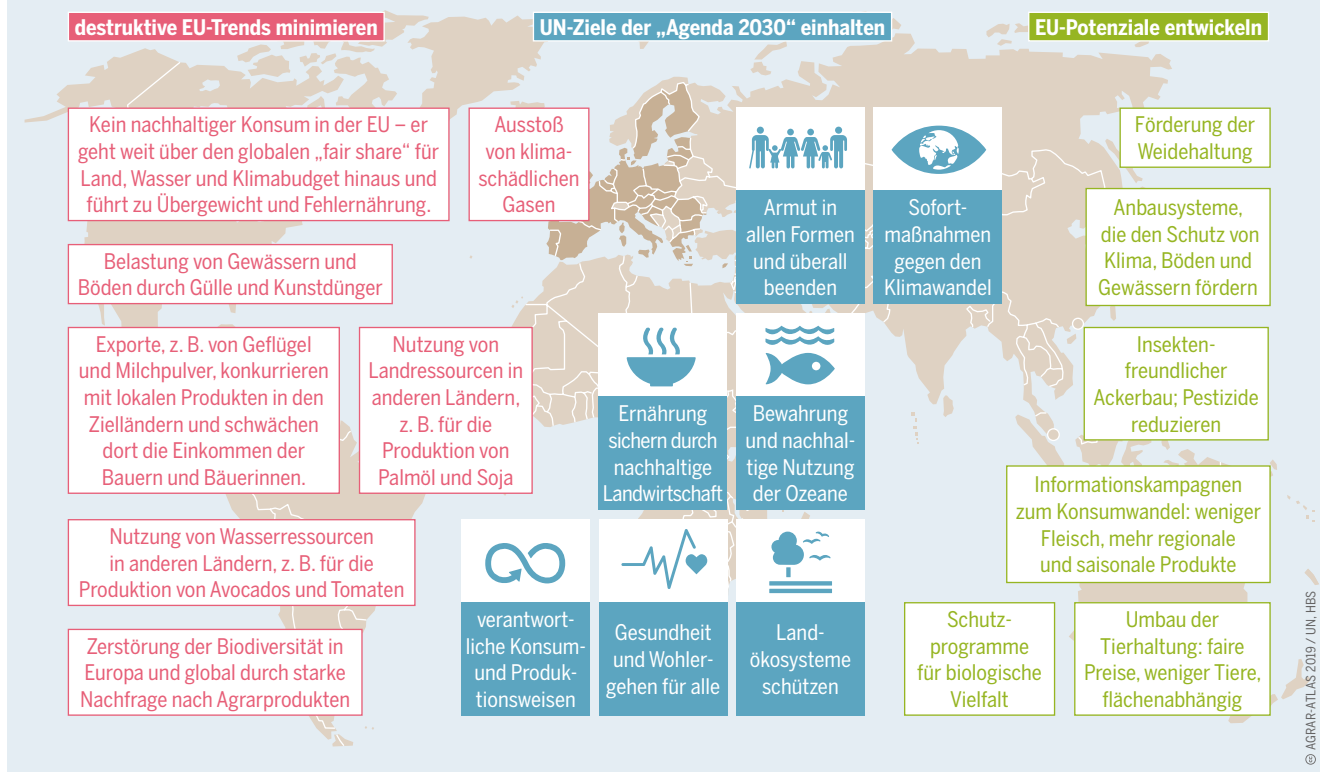 destruktive EU-Trends minimieren
UN-Ziele der „Agenda 2030“ einhalten
EU-Potenziale entwickeln
Kein nachhaltiger Konsum in der EU – er
geht weit über den globalen „fair share“ für
Land, Wasser und Klimabudget hinaus und
führt zu Übergewicht und Fehlernährung.
Ausstoß
von klima-
schädlichen
Gasen
Belastung von Gewässern und
Böden durch Gülle und Kunstdünger
Exporte, z. B. von Geflügel
und Milchpulver, konkurrieren
mit lokalen Produkten in den
Zielländern und schwächen
dort die Einkommen der
Bauern und Bäuerinnen.
Nutzung von
Landressourcen in
anderen Ländern,
z. B. für die
Produktion von
Palmöl und Soja
Nutzung von Wasserressourcen
in anderen Ländern, z. B. für die
Produktion von Avocados und Tomaten
Zerstörung der Biodiversität in
Europa und global durch starke
Nachfrage nach Agrarprodukten
Armut in
allen Formen
und überall
beenden
Sofort-
maßnahmen
gegen den
Klimawandel
Ernährung
sichern durch
nachhaltige
Landwirtschaft
Bewahrung
und nachhal-
tige Nutzung
der Ozeane
verantwort-
liche Konsum-
und Produk-
tionsweisen
Gesundheit
und Wohler-
gehen für alle
Land-
ökosysteme
schützen
Förderung der
Weidehaltung
Anbausysteme,
die den Schutz von
Klima, Böden und
Gewässern fördern
Insekten-
freundlicher
Ackerbau; Pestizide
reduzieren
Informationskampagnen
zum Konsumwandel: weniger
Fleisch, mehr regionale
und saisonale Produkte
Schutz-
programme
für biologische
Vielfalt
Umbau der
Tierhaltung: faire
Preise, weniger Tiere,
flächenabhängig
© AGRAR-ATLAS 2019 / UN, HBS